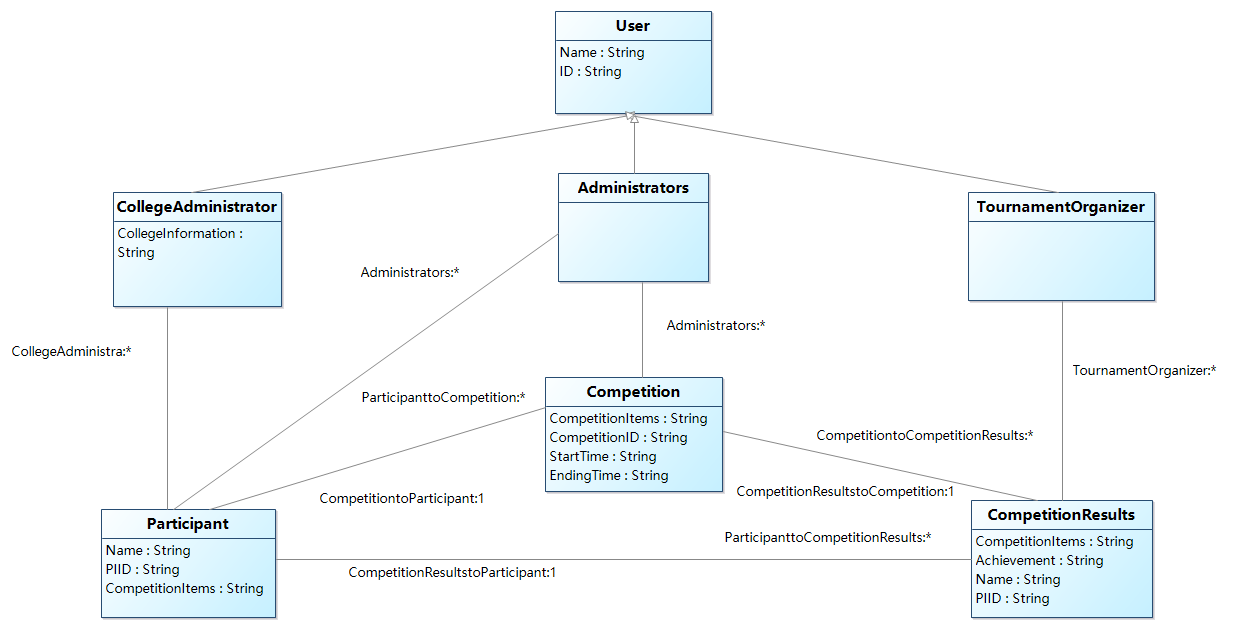 User
Name : String
ID : String
CollegeAdministrator
CollegeInformation :
String
Administrators
TournamentOrganizer
Administrators:*
Administrators:*
CollegeAdministra:*
TournamentOrganizer:*
ParticipanttoCompetition:*
Competition
CompetitionItems : String
CompetitionID : String
StartTime : String
EndingTime : String
CompetitiontoCompetitionResults:*
CompetitionResultstoCompetition:1
CompetitiontoParticipant:1
Participant
Name : String
PIID : String
CompetitionItems : String
ParticipanttoCompetitionResults:*
CompetitionResultstoParticipant:1
CompetitionResults
CompetitionItems : String
Achievement : String
Name : String
PIID : String